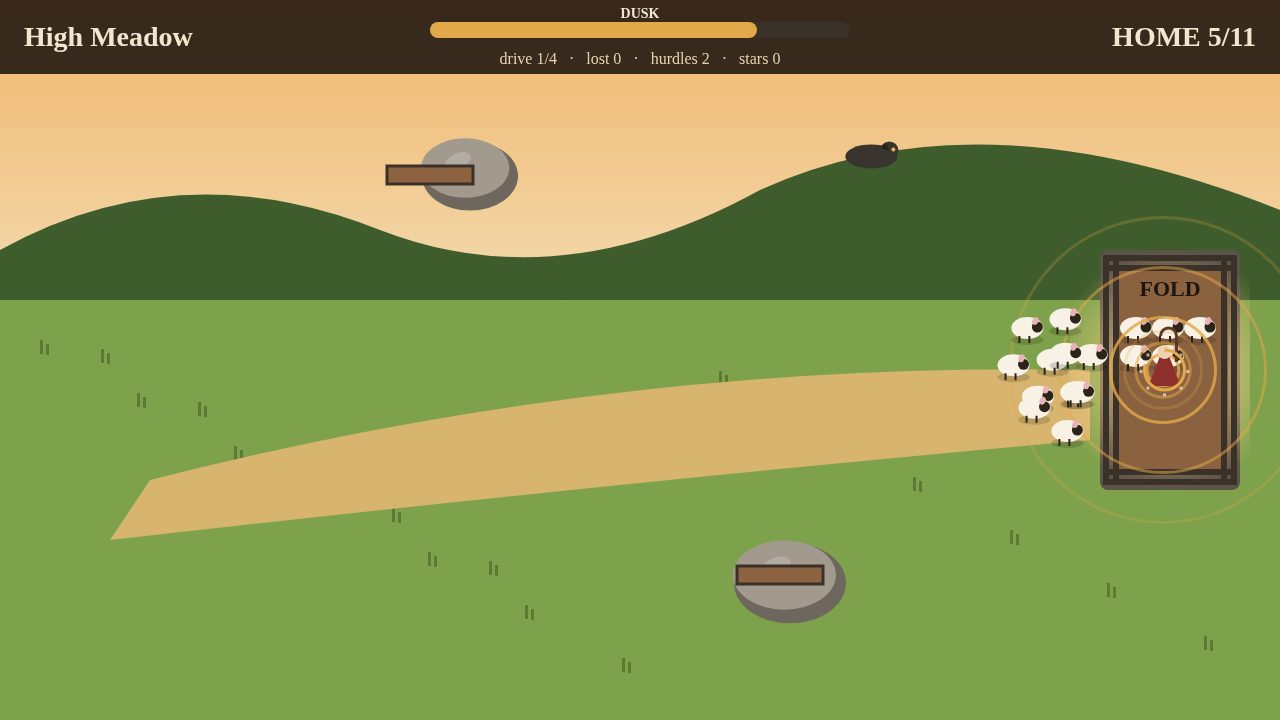 High Meadow
DUSK
HOME 5/11
drive 1/4 · lost 0 · hurdles 2 · stars 0
FOLD